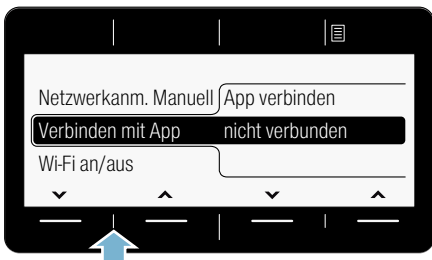 Netzwerkanm. Manuell App verbinden
Verbinden mit App nicht verbunden
Wi-Fi an/aus